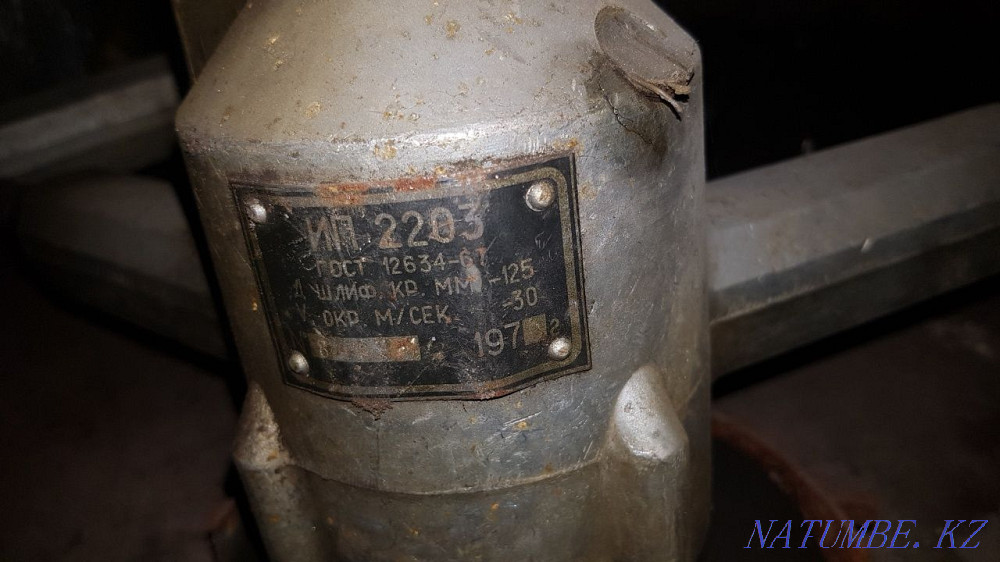 ИП 2203
ГОСТ 12634-67
Д ШЛИФ. КР. ММ -125
V ОКР. М/СЕК -30
197 г
NATUMBE.KZ